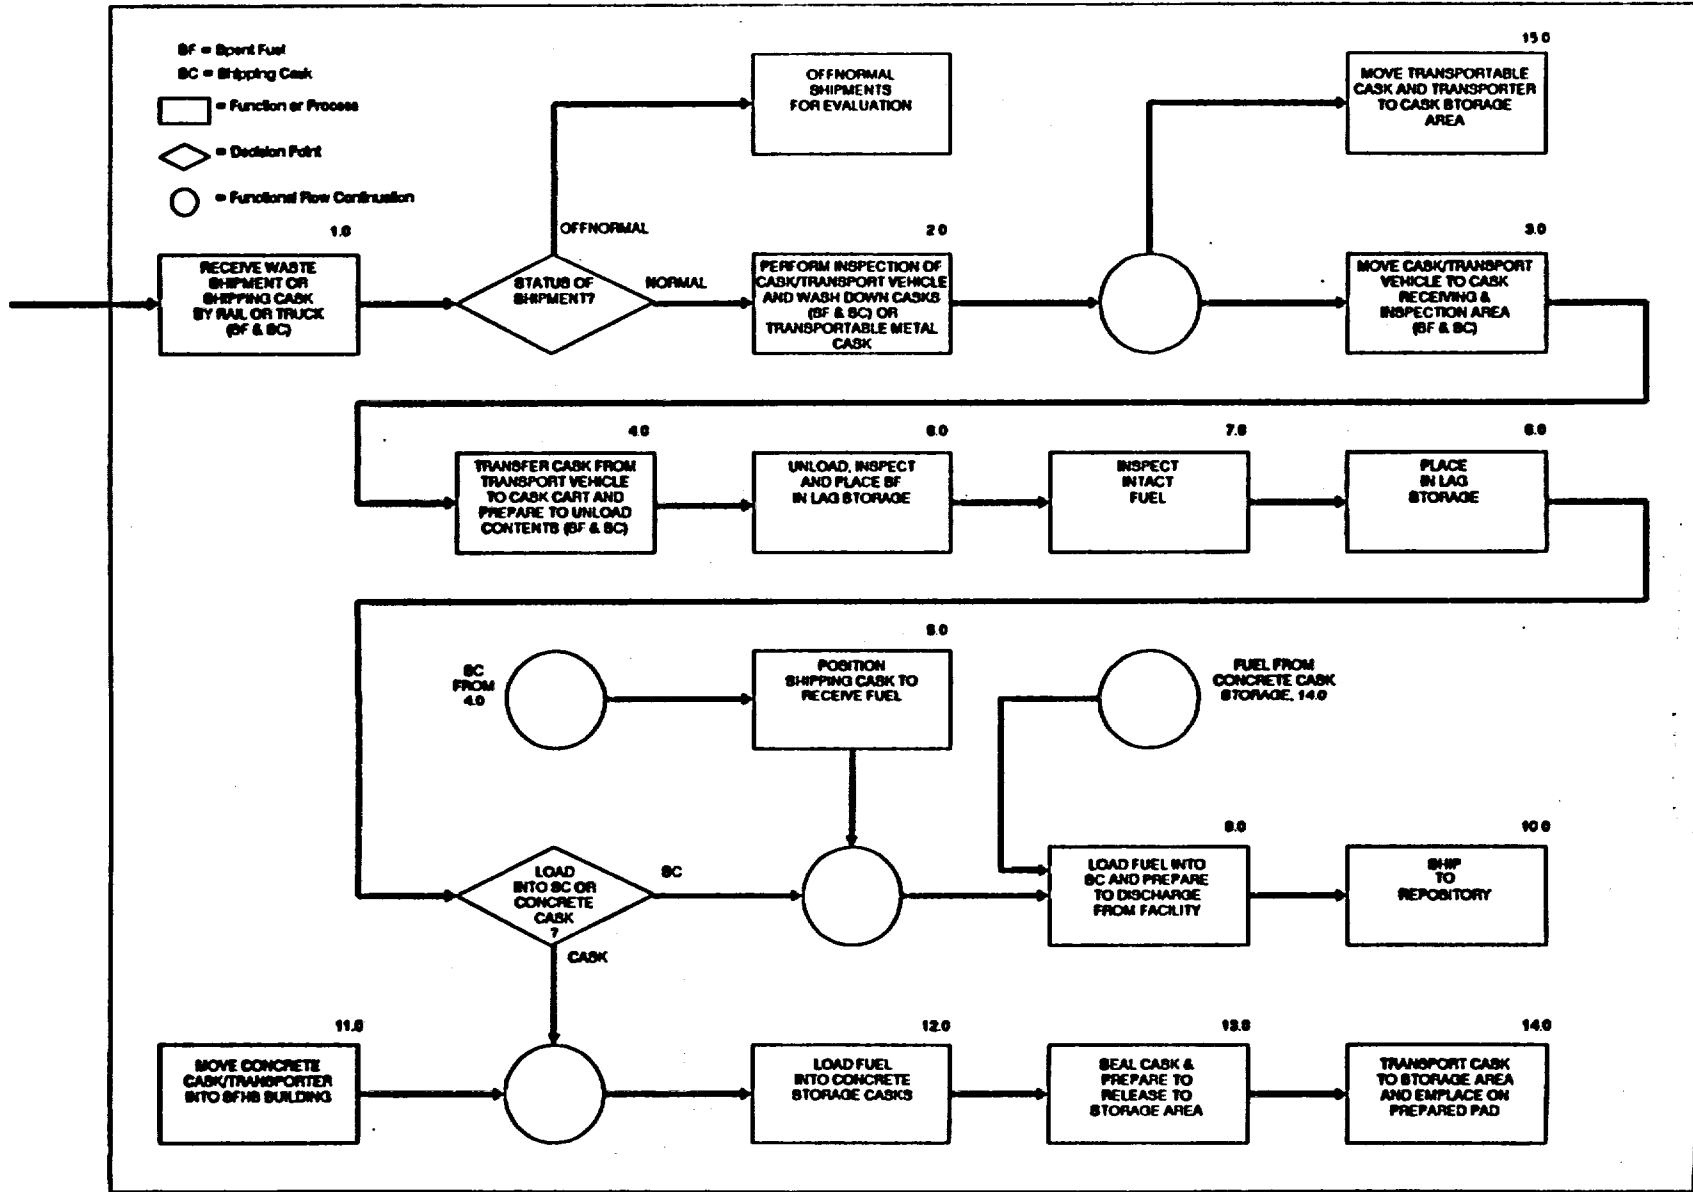 SF = Spent Fuel
SC = Shipping Cask
= Function or Process
= Decision Point
= Functional Flow Continuation
1.0
RECEIVE WASTE
SHIPMENT OR
SHIPPING CASK
BY RAIL OR TRUCK
(SF & SC)
STATUS OF
SHIPMENT?
OFFNORMAL
OFFNORMAL
SHIPMENTS
FOR EVALUATION
NORMAL
2.0
PERFORM INSPECTION OF
CASK/TRANSPORT VEHICLE
AND WASH DOWN CASKS
(SF & SC) OR
TRANSPORTABLE METAL
CASK
15.0
MOVE TRANSPORTABLE
CASK AND TRANSPORTER
TO CASK STORAGE
AREA
3.0
MOVE CASK/TRANSPORT
VEHICLE TO CASK
RECEIVING &
INSPECTION AREA
(SF & SC)
4.0
TRANSFER CASK FROM
TRANSPORT VEHICLE
TO CASK CART AND
PREPARE TO UNLOAD
CONTENTS (SF & SC)
UNLOAD, INSPECT
AND PLACE SF
IN LAG STORAGE
7.0
INSPECT
INTACT
FUEL
PLACE
IN LAG
STORAGE
SC
FROM
4.0
POSITION
SHIPPING CASK TO
RECEIVE FUEL
FUEL FROM
CONCRETE CASK
STORAGE, 14.0
LOAD
INTO SC OR
CONCRETE
CASK
?
SC
CASK
LOAD FUEL INTO
SC AND PREPARE
TO DISCHARGE
FROM FACILITY
10.0
SHIP
TO
REPOSITORY
11.0
MOVE CONCRETE
CASK/TRANSPORTER
INTO SFHB BUILDING
12.0
LOAD FUEL
INTO CONCRETE
STORAGE CASKS
13.0
SEAL CASK &
PREPARE TO
RELEASE TO
STORAGE AREA
14.0
TRANSPORT CASK
TO STORAGE AREA
AND EMPLACE ON
PREPARED PAD